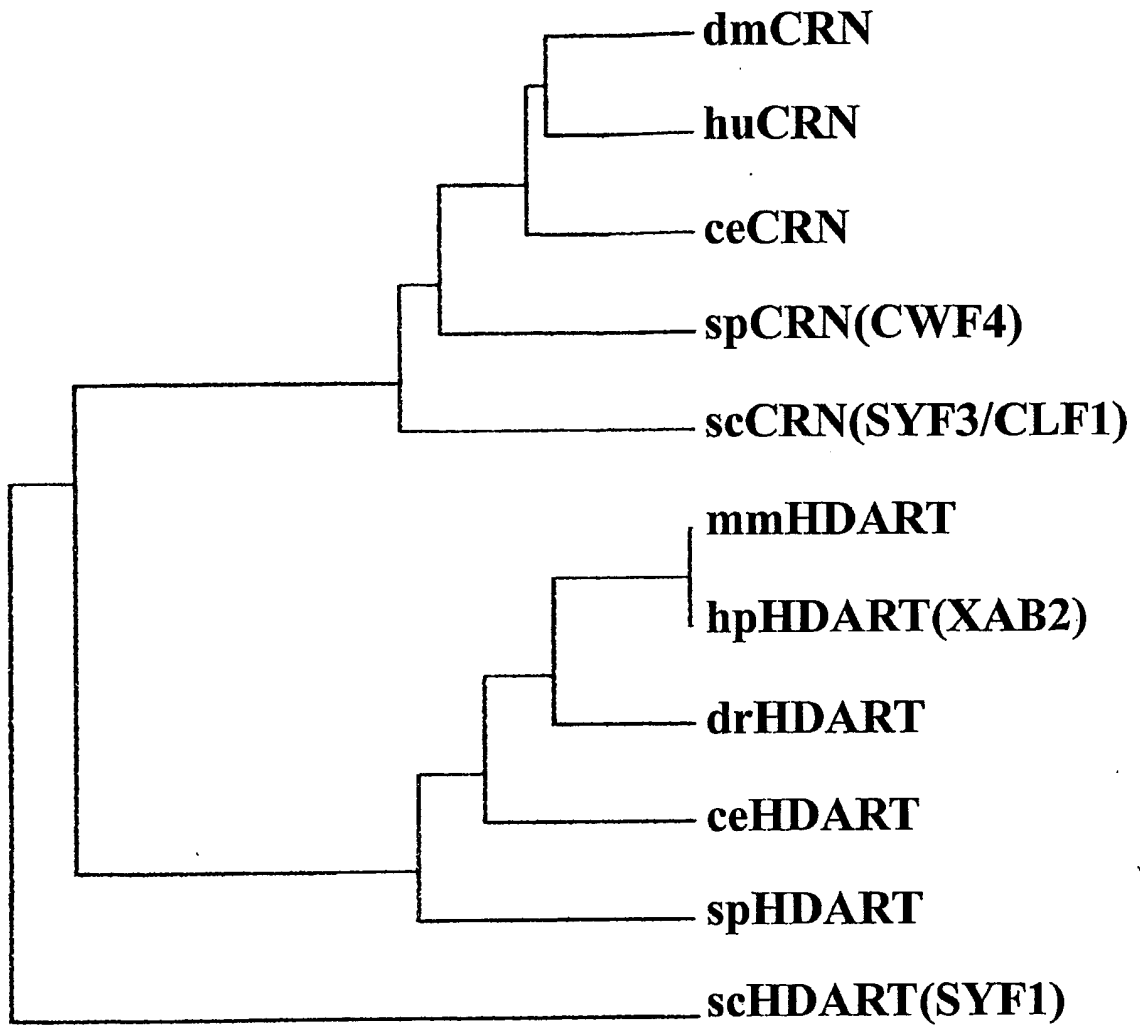 dmCRN
huCRN
ceCRN
spCRN(CWF4)
scCRN(SYF3/CLF1)
mmHDART
hpHDART(XAB2)
drHDART
ceHDART
spHDART
scHDART(SYF1)